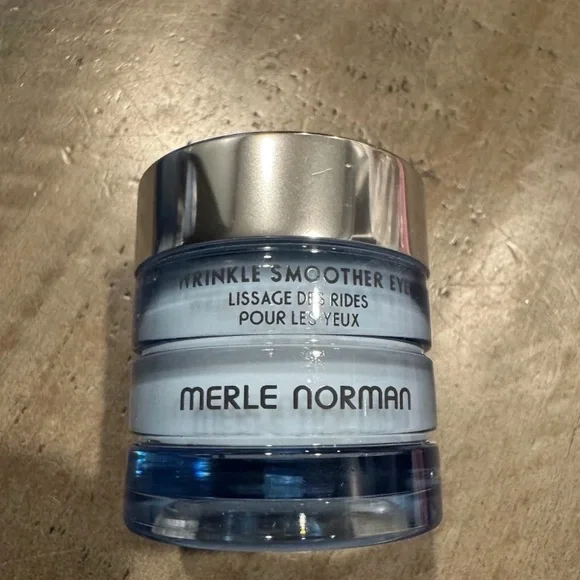 WRINKLE SMOOTHER EYE
LISSAGE DES RIDES
POUR LES YEUX
MERLE NORMAN